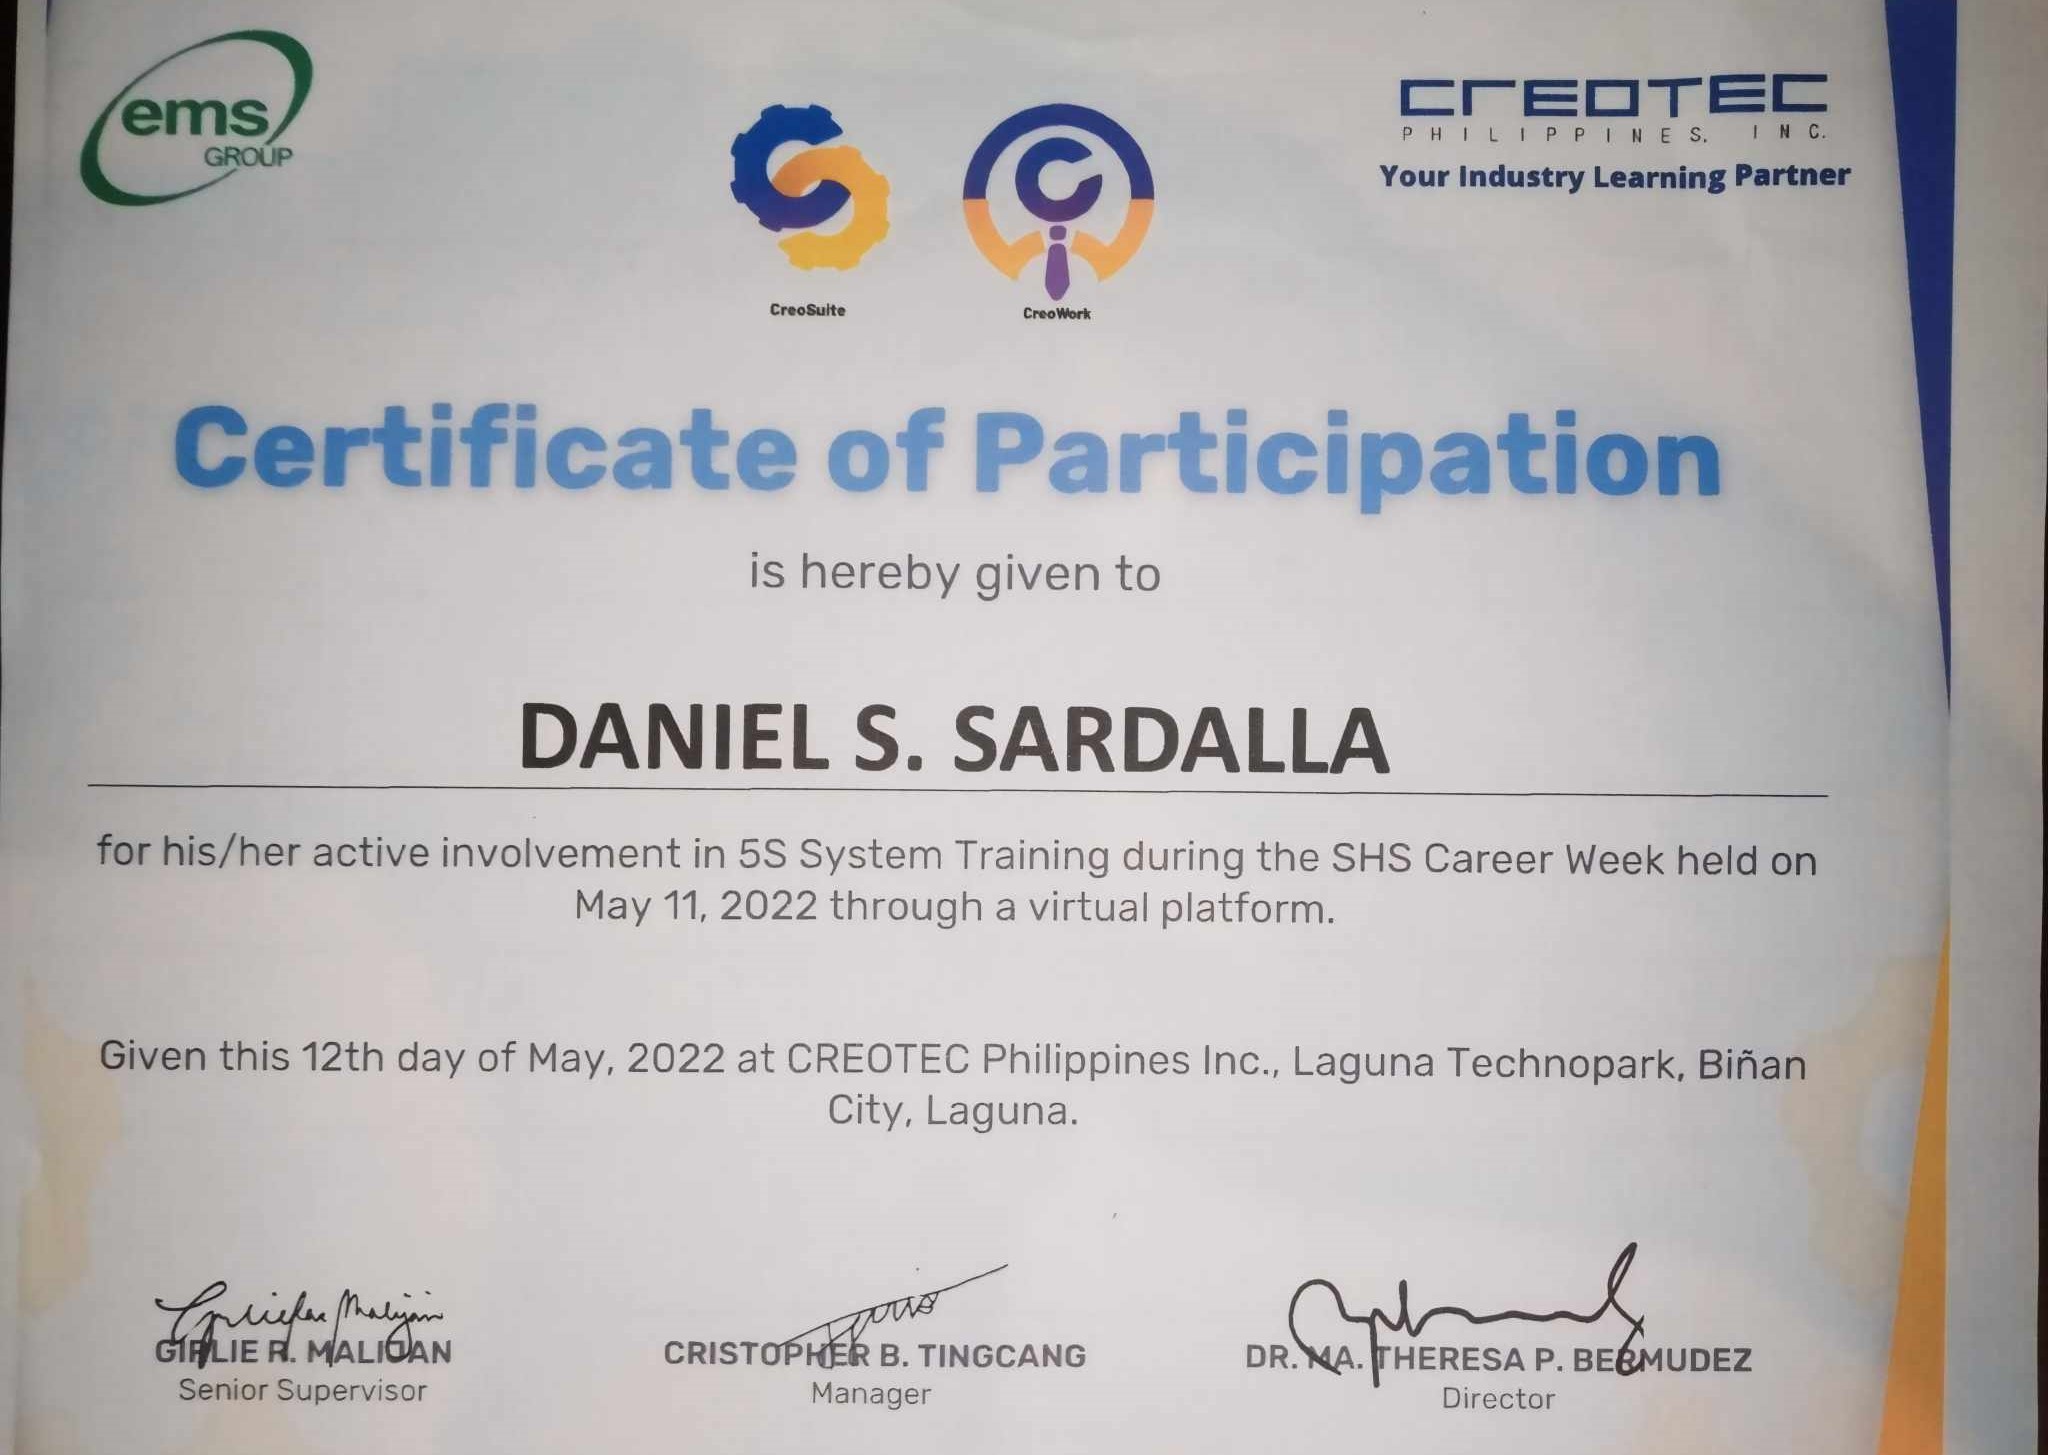 ems
GROUP
CREOTEC
PHILIPPINES, INC.
Your Industry Learning Partner
CreoSuite
CreoWork
Certificate of Participation
is hereby given to
DANIEL S. SARDALLA
for his/her active involvement in 5S System Training during the SHS Career Week held on
May 11, 2022 through a virtual platform.
Given this 12th day of May, 2022 at CREOTEC Philippines Inc., Laguna Technopark, Biñan
City, Laguna.
GIRLIE R. MALIJAN
CRISTOPHER B. TINGCANG
DR. MA. THERESA P. BERMUDEZ
Senior Supervisor
Manager
Director